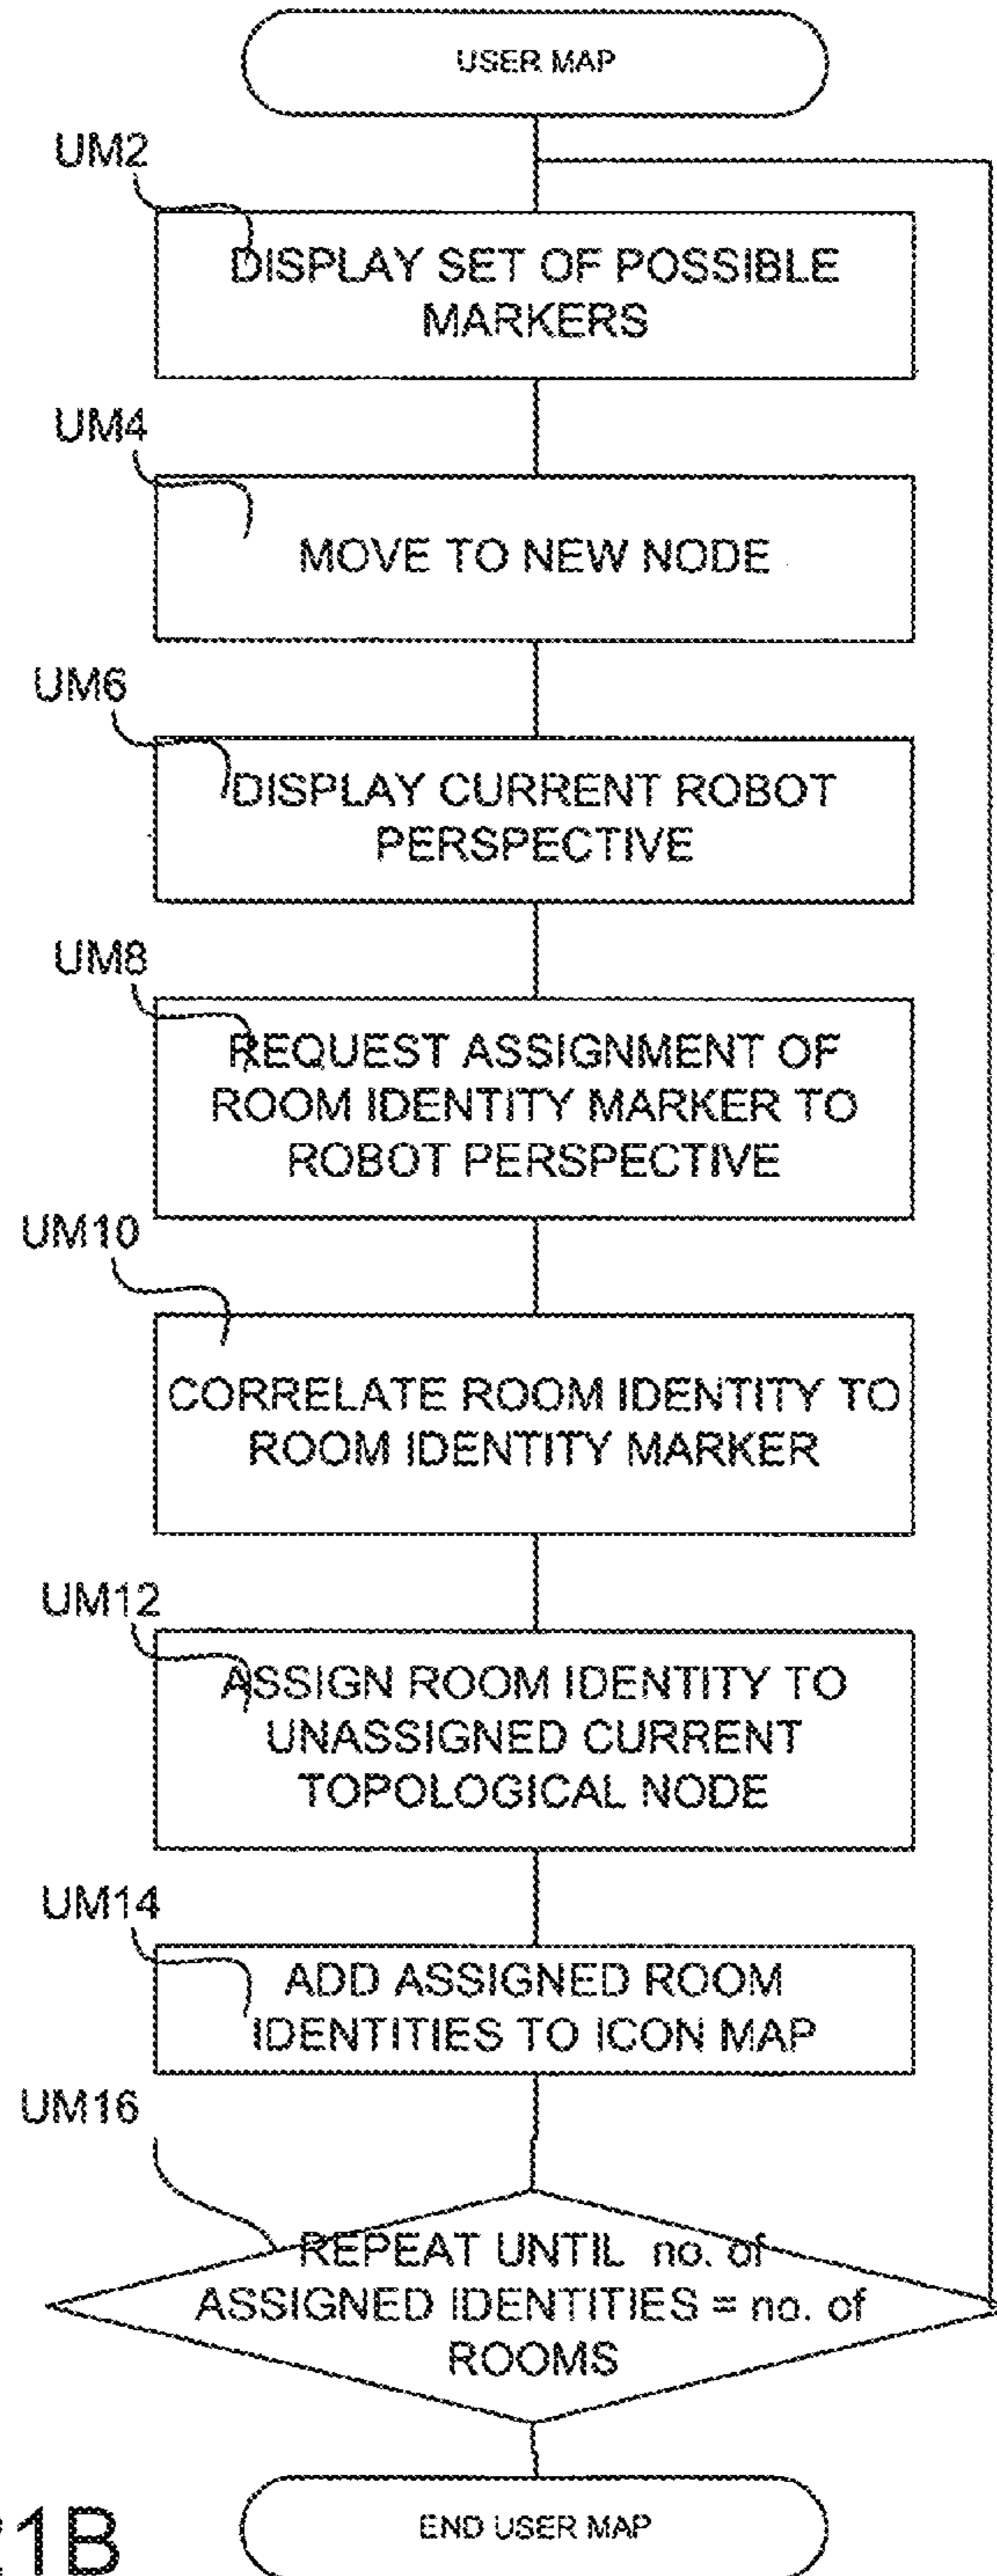 USER MAP
UM2
DISPLAY SET OF POSSIBLE
MARKERS
UM4
MOVE TO NEW NODE
UM6
DISPLAY CURRENT ROBOT
PERSPECTIVE
UM8
REQUEST ASSIGNMENT OF
ROOM IDENTITY MARKER TO
ROBOT PERSPECTIVE
UM10
CORRELATE ROOM IDENTITY TO
ROOM IDENTITY MARKER
UM12
ASSIGN ROOM IDENTITY TO
UNASSIGNED CURRENT
TOPOLOGICAL NODE
UM14
ADD ASSIGNED ROOM
IDENTITIES TO ICON MAP
UM16
REPEAT UNTIL no. of
ASSIGNED IDENTITIES = no. of
ROOMS
END USER MAP
21B